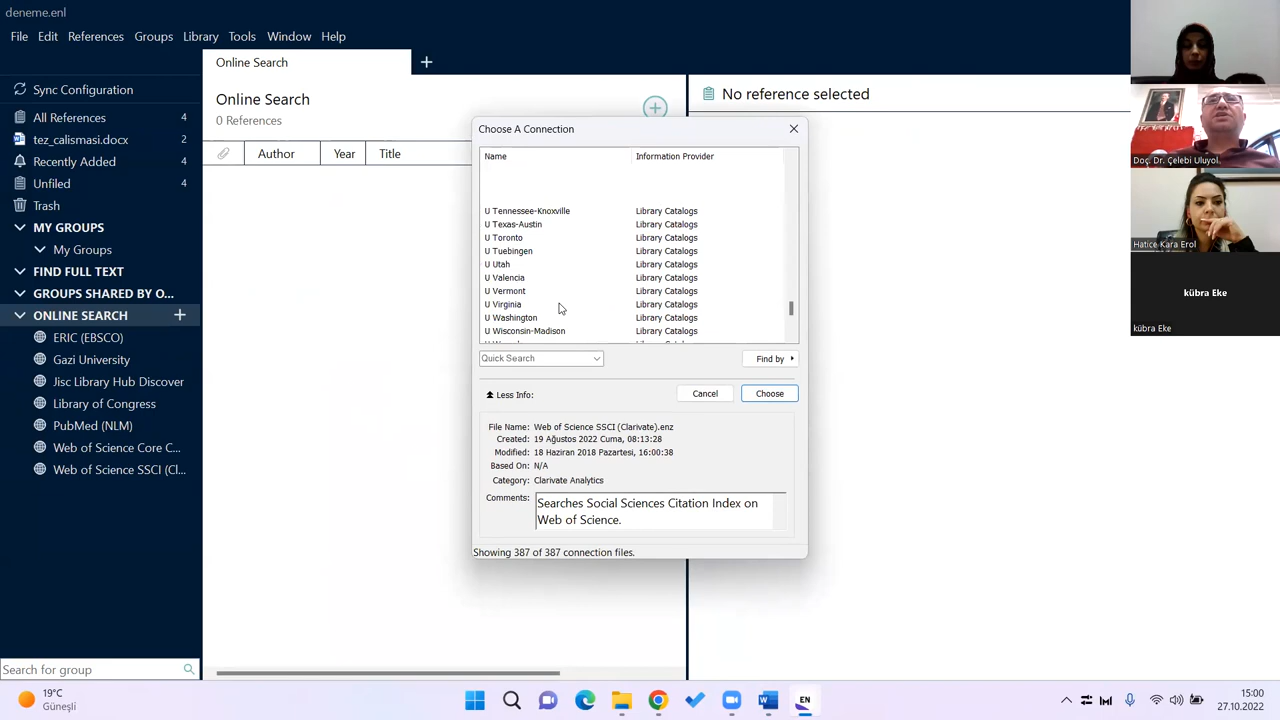 deneme.enl
File Edit References Groups Library Tools Window Help
Sync Configuration
All References 4
tez_calismasi.docx 2
Recently Added 4
Unfiled 4
Trash
MY GROUPS
My Groups
FIND FULL TEXT
GROUPS SHARED BY O...
ONLINE SEARCH +
ERIC (EBSCO)
Gazi University
Jisc Library Hub Discover
Library of Congress
PubMed (NLM)
Web of Science Core C...
Web of Science SSCI (Cl...
Search for group
Online Search +
Online Search
0 References
Author Year Title
No reference selected
Choose A Connection
Name Information Provider
U Tennessee-Knoxville Library Catalogs
U Texas-Austin Library Catalogs
U Toronto Library Catalogs
U Tuebingen Library Catalogs
U Utah Library Catalogs
U Valencia Library Catalogs
U Vermont Library Catalogs
U Virginia Library Catalogs
U Washington Library Catalogs
U Wisconsin-Madison Library Catalogs
Quick Search Find by
Less Info: Cancel Choose
File Name: Web of Science SSCI (Clarivate).enz
Created: 19 Ağustos 2022 Cuma, 08:13:28
Modified: 18 Haziran 2018 Pazartesi, 16:00:38
Based On: N/A
Category: Clarivate Analytics
Comments: Searches Social Sciences Citation Index on
Web of Science.
Showing 387 of 387 connection files.
Doç. Dr. Çelebi Uluyol
Hatice Kara Erol
kübra Eke
kübra Eke
19°C
Güneşli
EN
15:00
27.10.2022